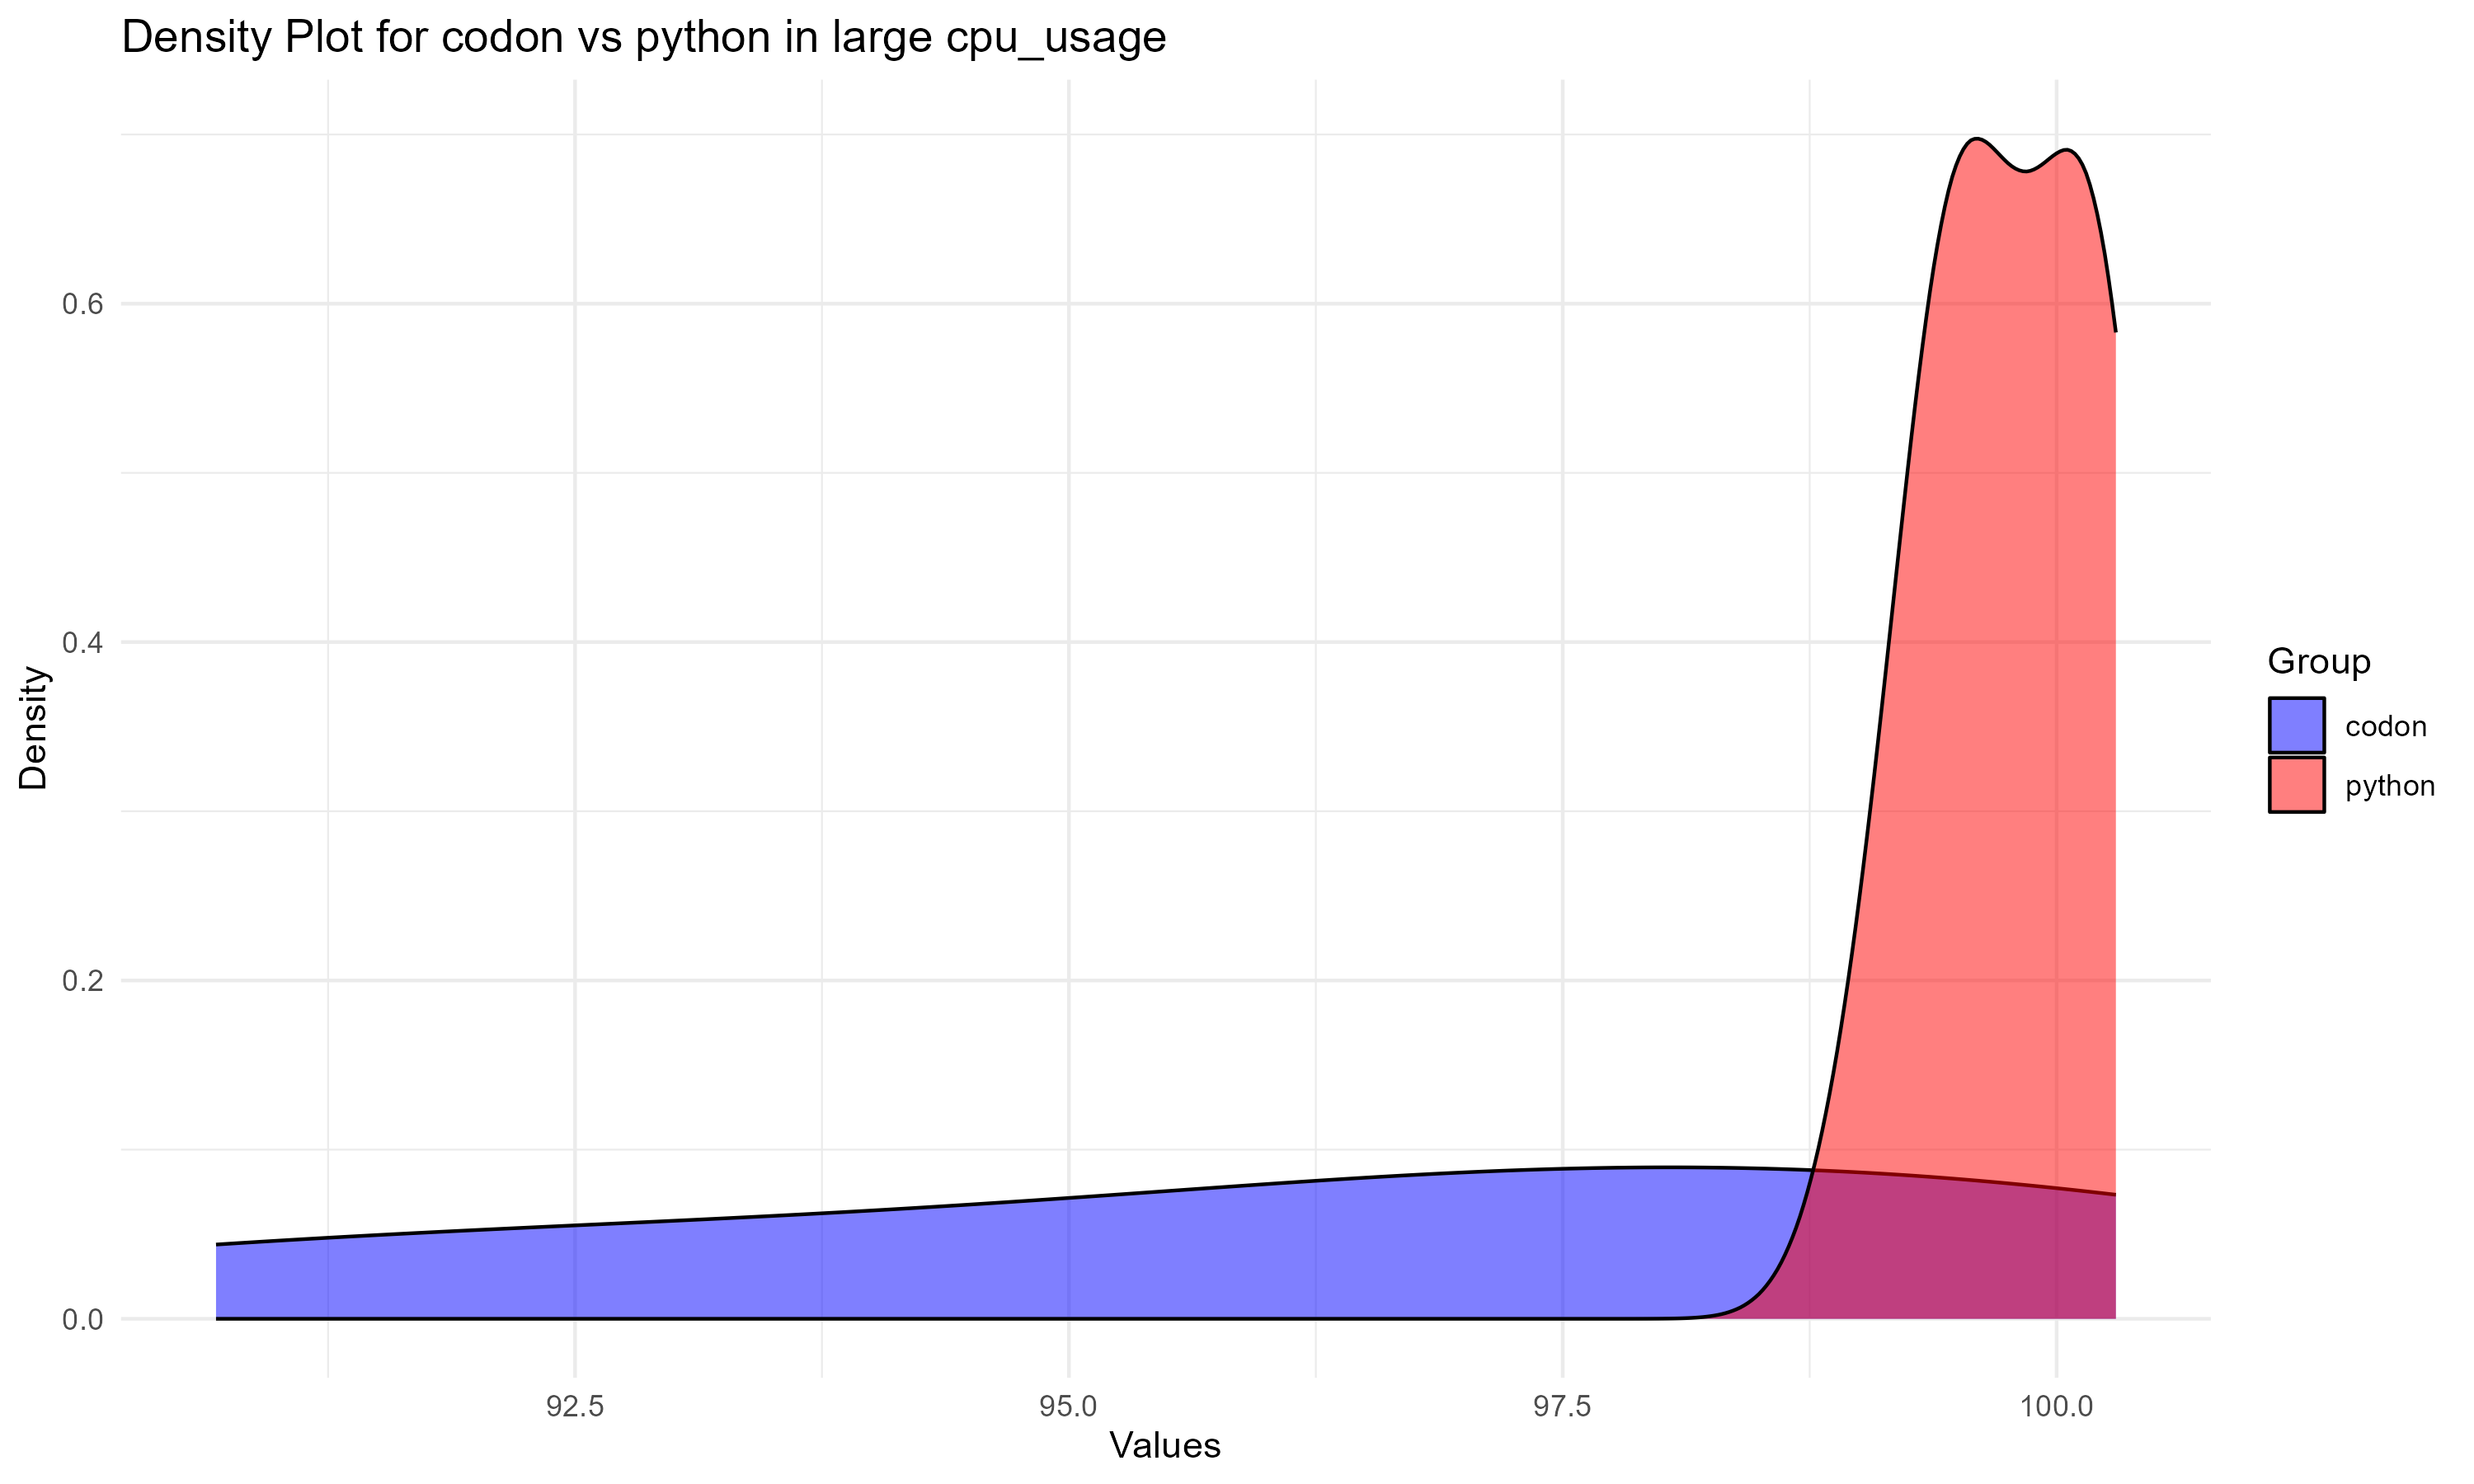 Density Plot for codon vs python in large cpu_usage
Density
0.6
0.4
0.2
0.0
92.5
95.0
97.5
100.0
Values
Group
codon
python